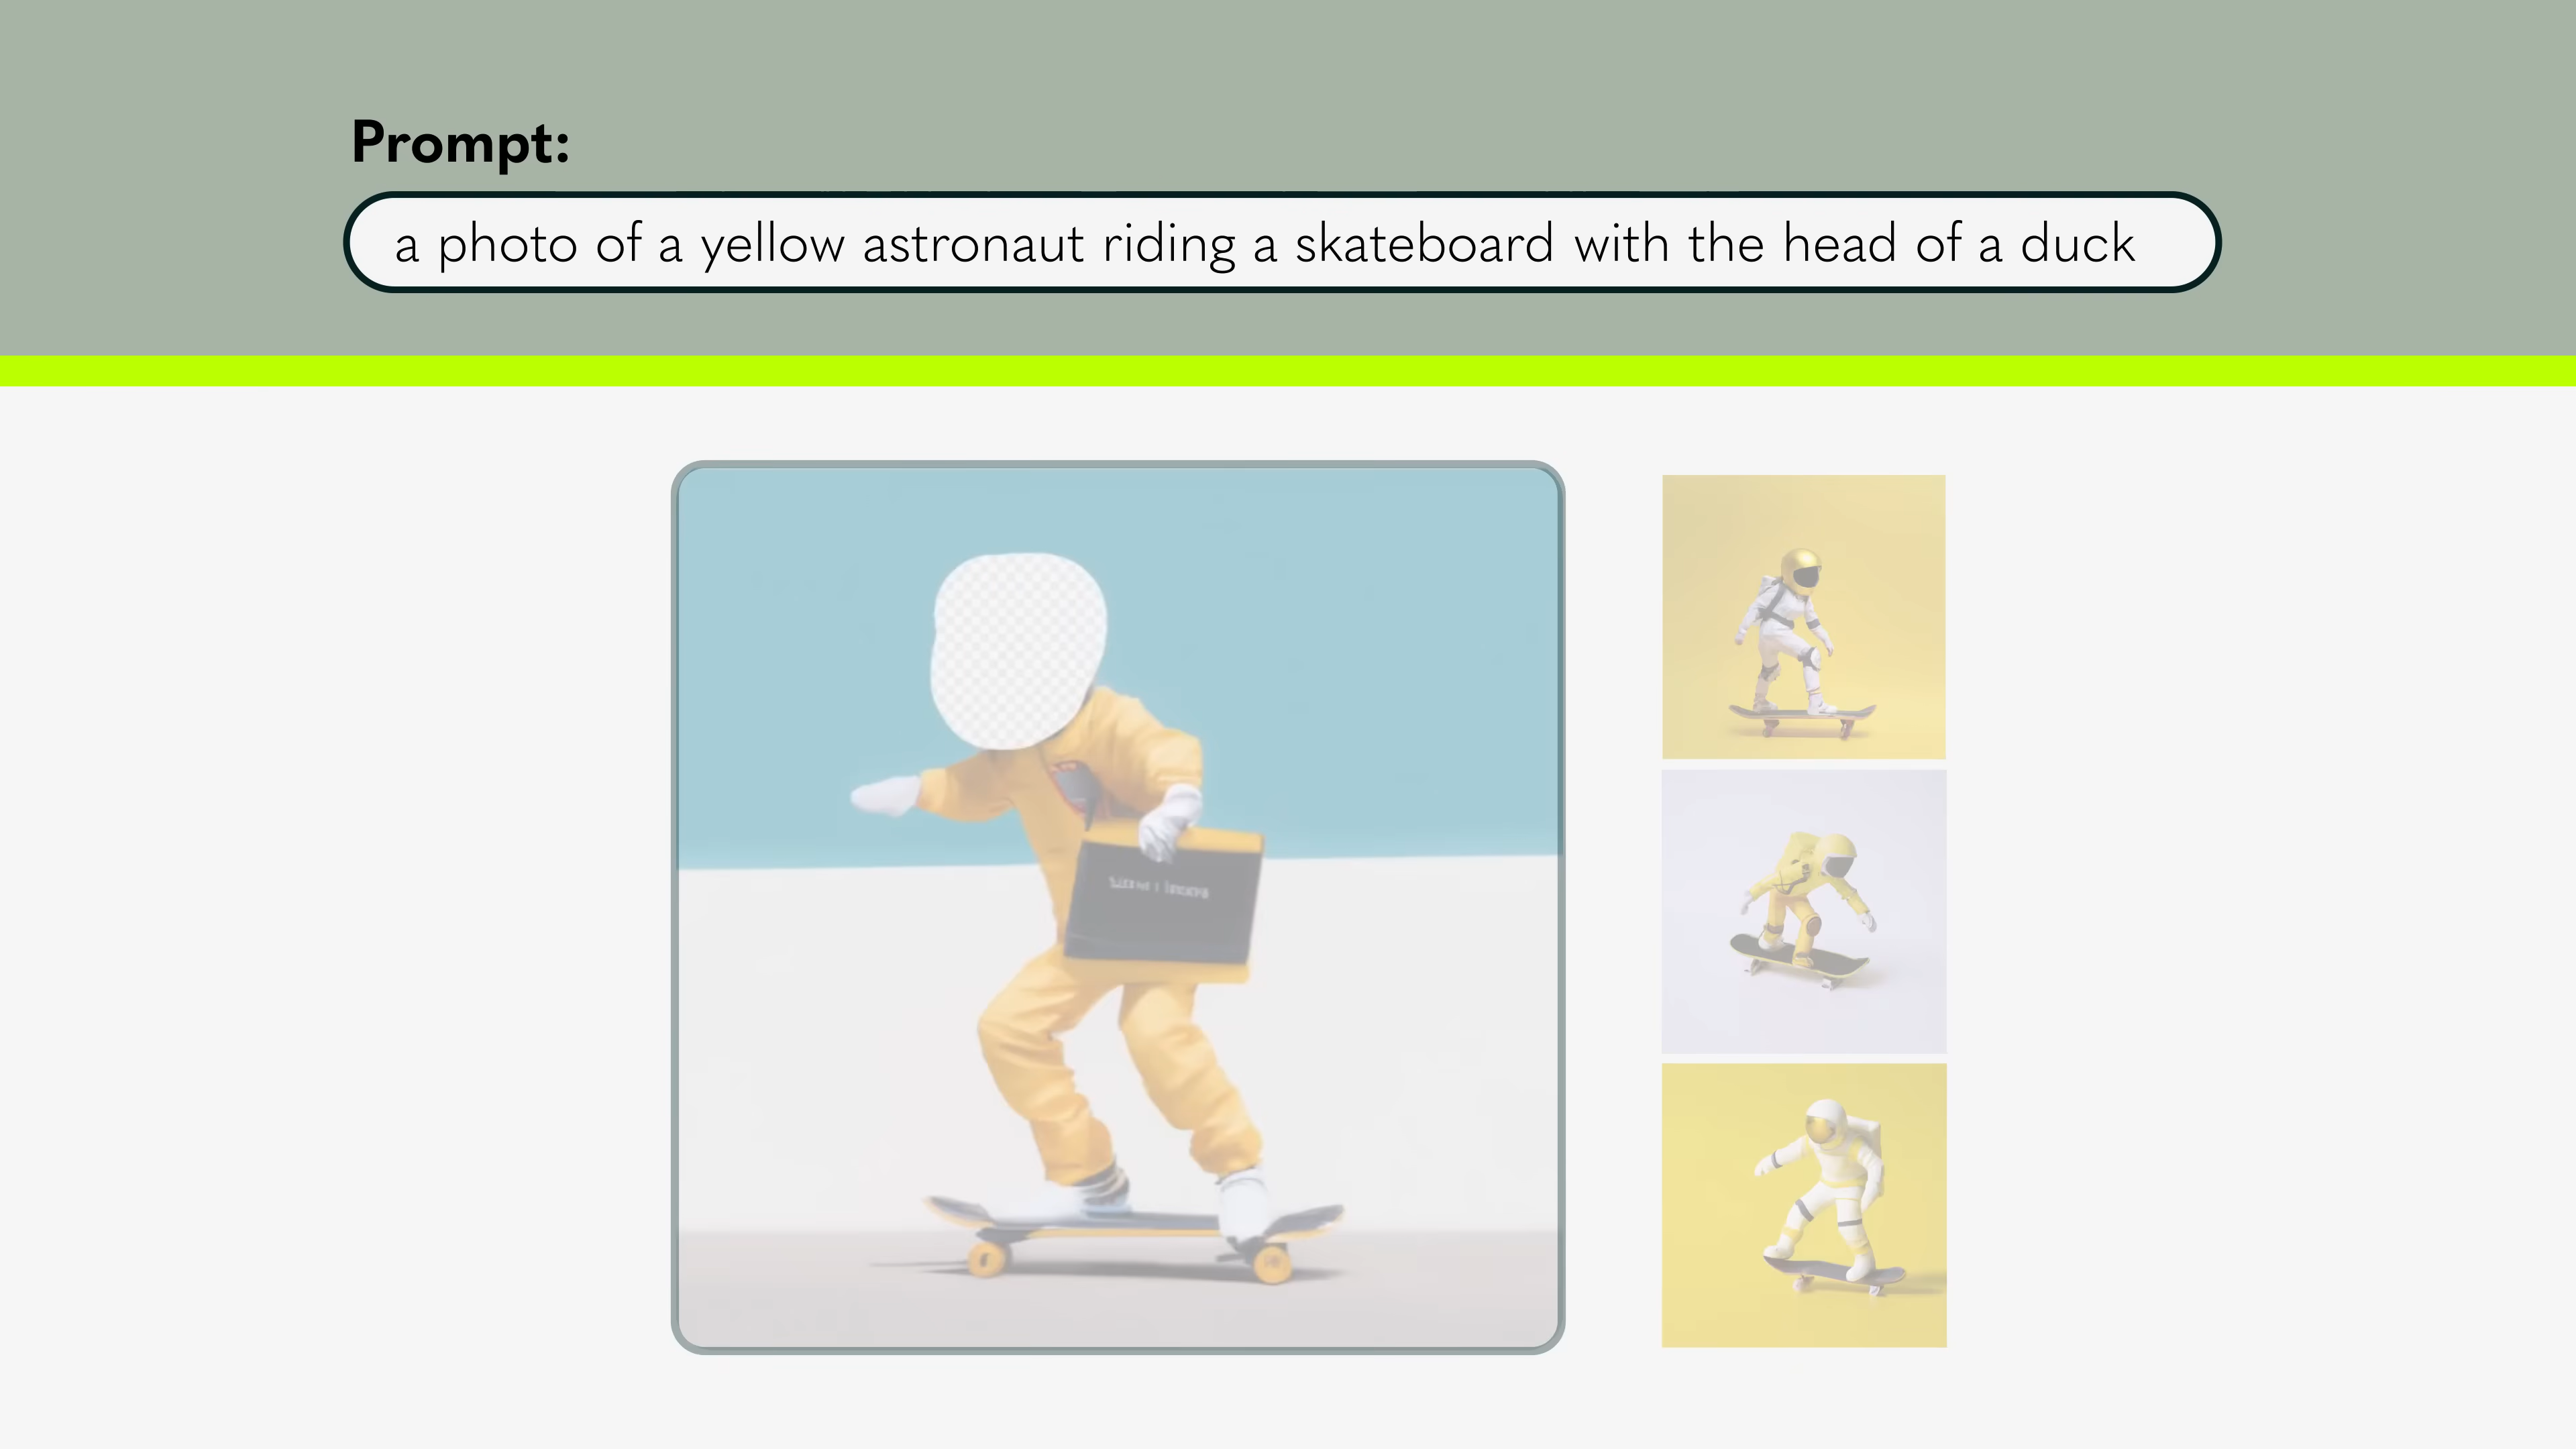 Prompt:
a photo of a yellow astronaut riding a skateboard with the head of a duck